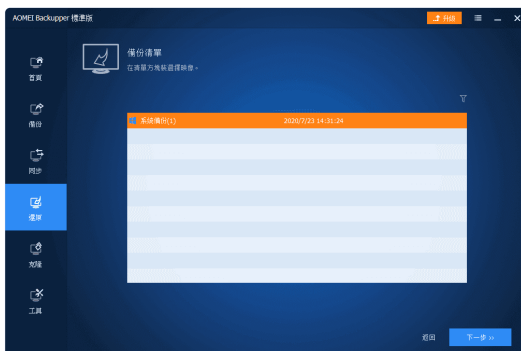 AOMEI Backupper 標準版
升級
首頁
備份
同步
還原
克隆
工具
備份清單
在清單方塊裝選擇映像。
系統備份(1) 2020/7/23 14:31:24
返回 下一步 >>